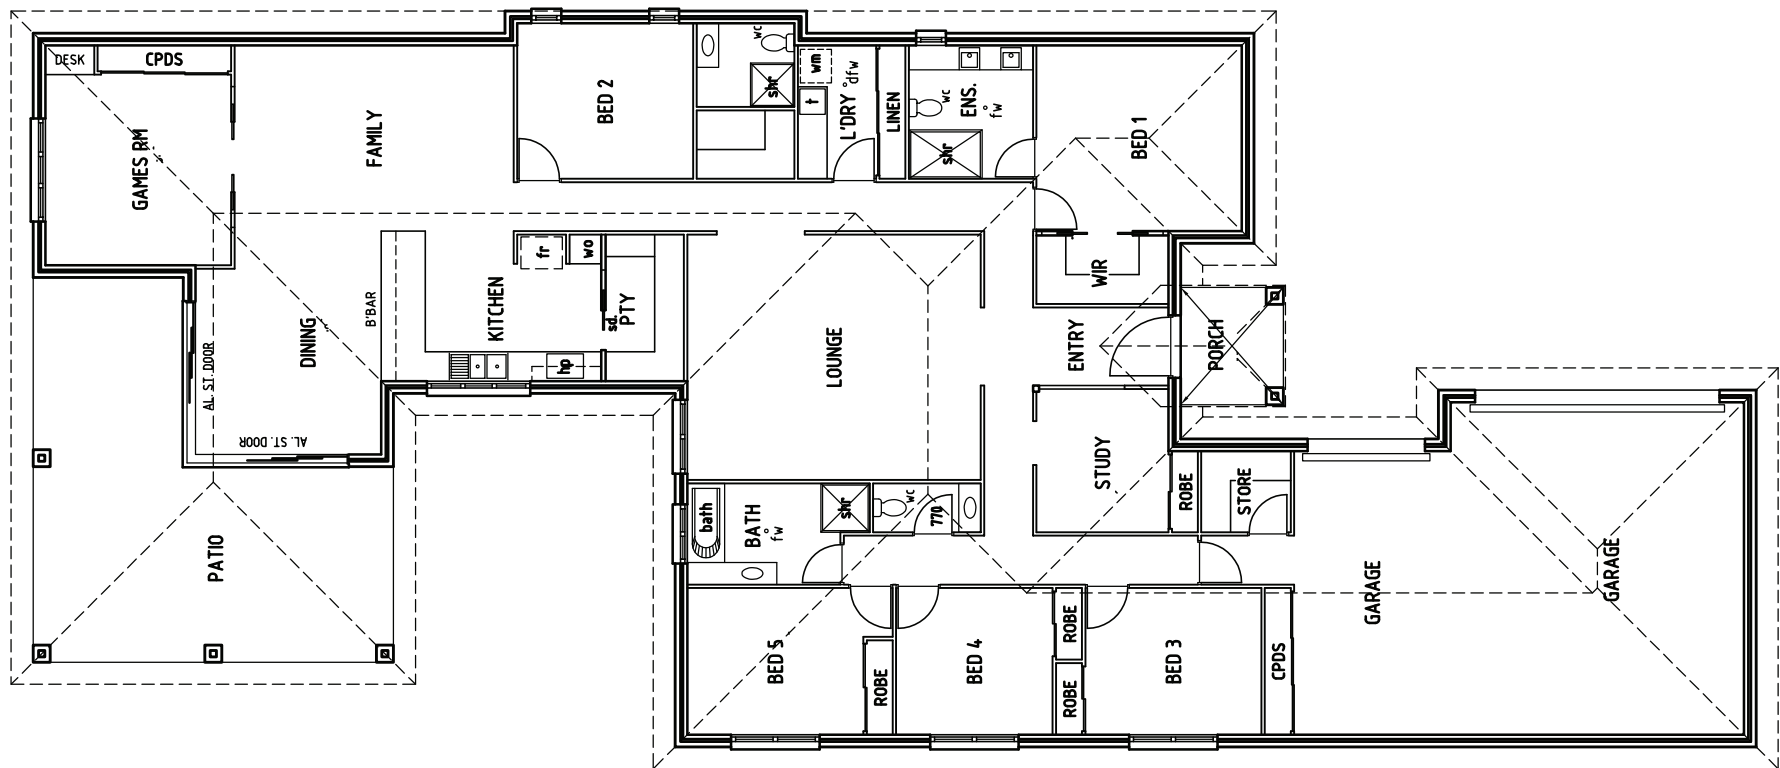 DESK
CPDS
GAMES RM
FAMILY
BED 2
wc
shr
wm
t
L'DRY
dfw
LINEN
wc
ENS.
fw
shr
BED 1
fr
wo
WIR
KITCHEN
B'BAR
DINING
AL. ST. DOOR
AL. ST. DOOR
hp
sd.
PTY
LOUNGE
ENTRY
PORCH
STUDY
ROBE
STORE
bath
BATH
fw
shr
wc
770
PATIO
GARAGE
GARAGE
BED 5
ROBE
BED 4
ROBE
ROBE
BED 3
CPDS